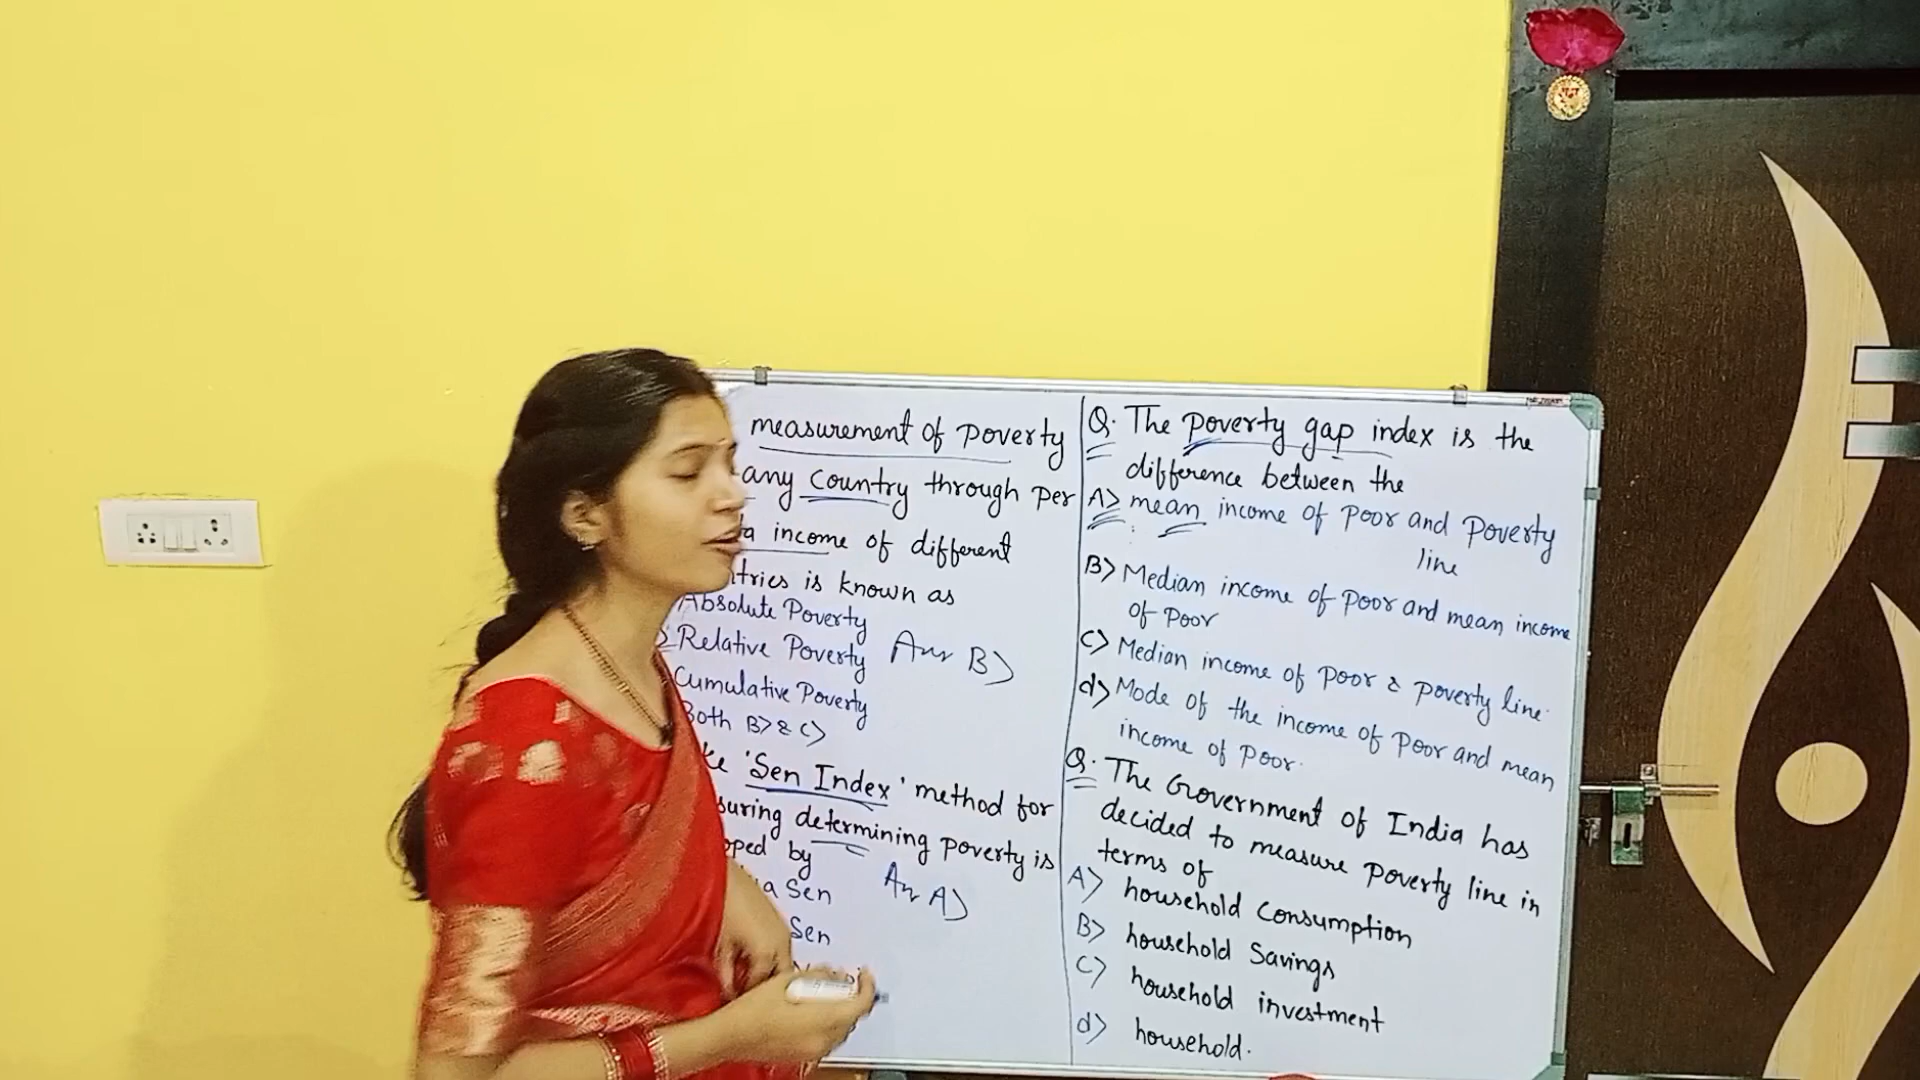 measurement of Poverty
any Country through Per
income of different
is known as
Absolute Poverty
Relative Poverty
Ans B>
Cumulative Poverty
Both B> & C>
'Sen Index' method for
determining Poverty is
by
Sen
An A>
Sen
Q. The Poverty gap index is the
difference between the
A> mean income of Poor and Poverty
line
B> Median income of Poor and mean income
of Poor
C> Median income of Poor & Poverty line.
d> Mode of the income of Poor and mean
income of Poor.
Q. The Government of India has
decided to measure Poverty line in
terms of
A> household Consumption
B> household Savings
C> household investment
d> household.